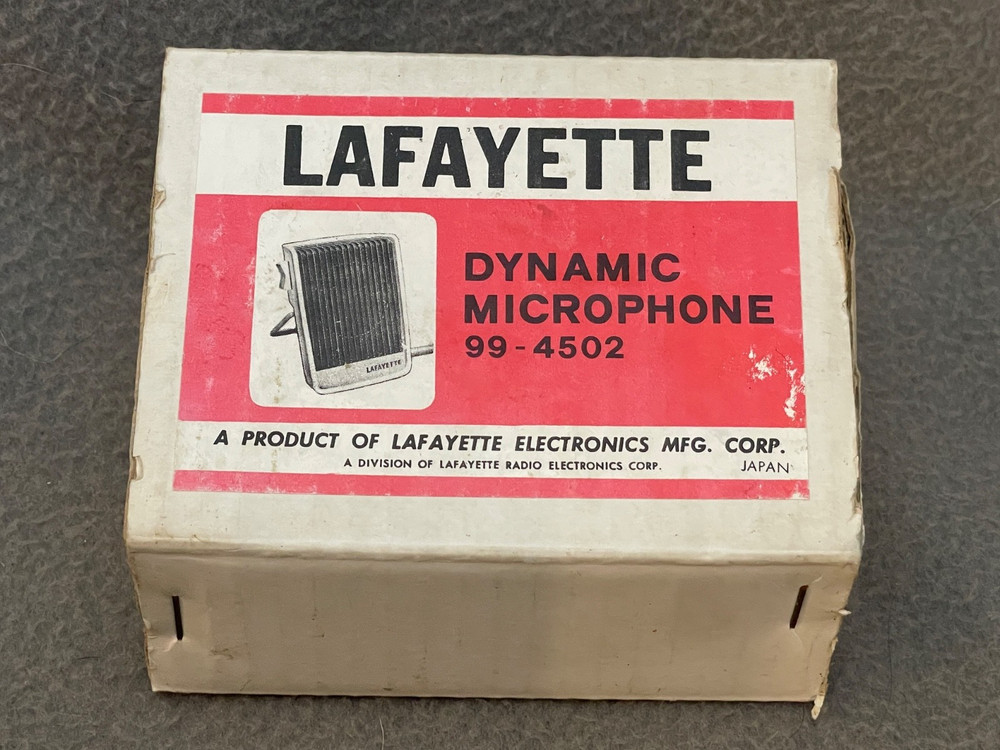 LAFAYETTE
LAFAYETTE
DYNAMIC
MICROPHONE
99-4502
A PRODUCT OF LAFAYETTE ELECTRONICS MFG. CORP.
A DIVISION OF LAFAYETTE RADIO ELECTRONICS CORP.
JAPAN